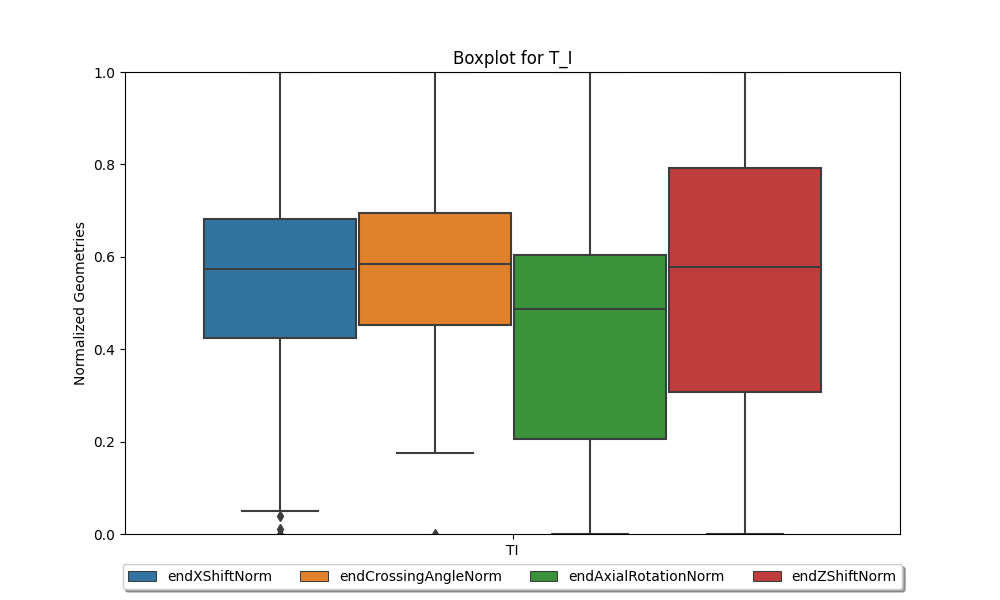 Boxplot for T_I
1.0
0.8
0.6
0.4
0.2
0.0
Normalized Geometries
TI
endXShiftNorm
endCrossingAngleNorm
endAxialRotationNorm
endZShiftNorm